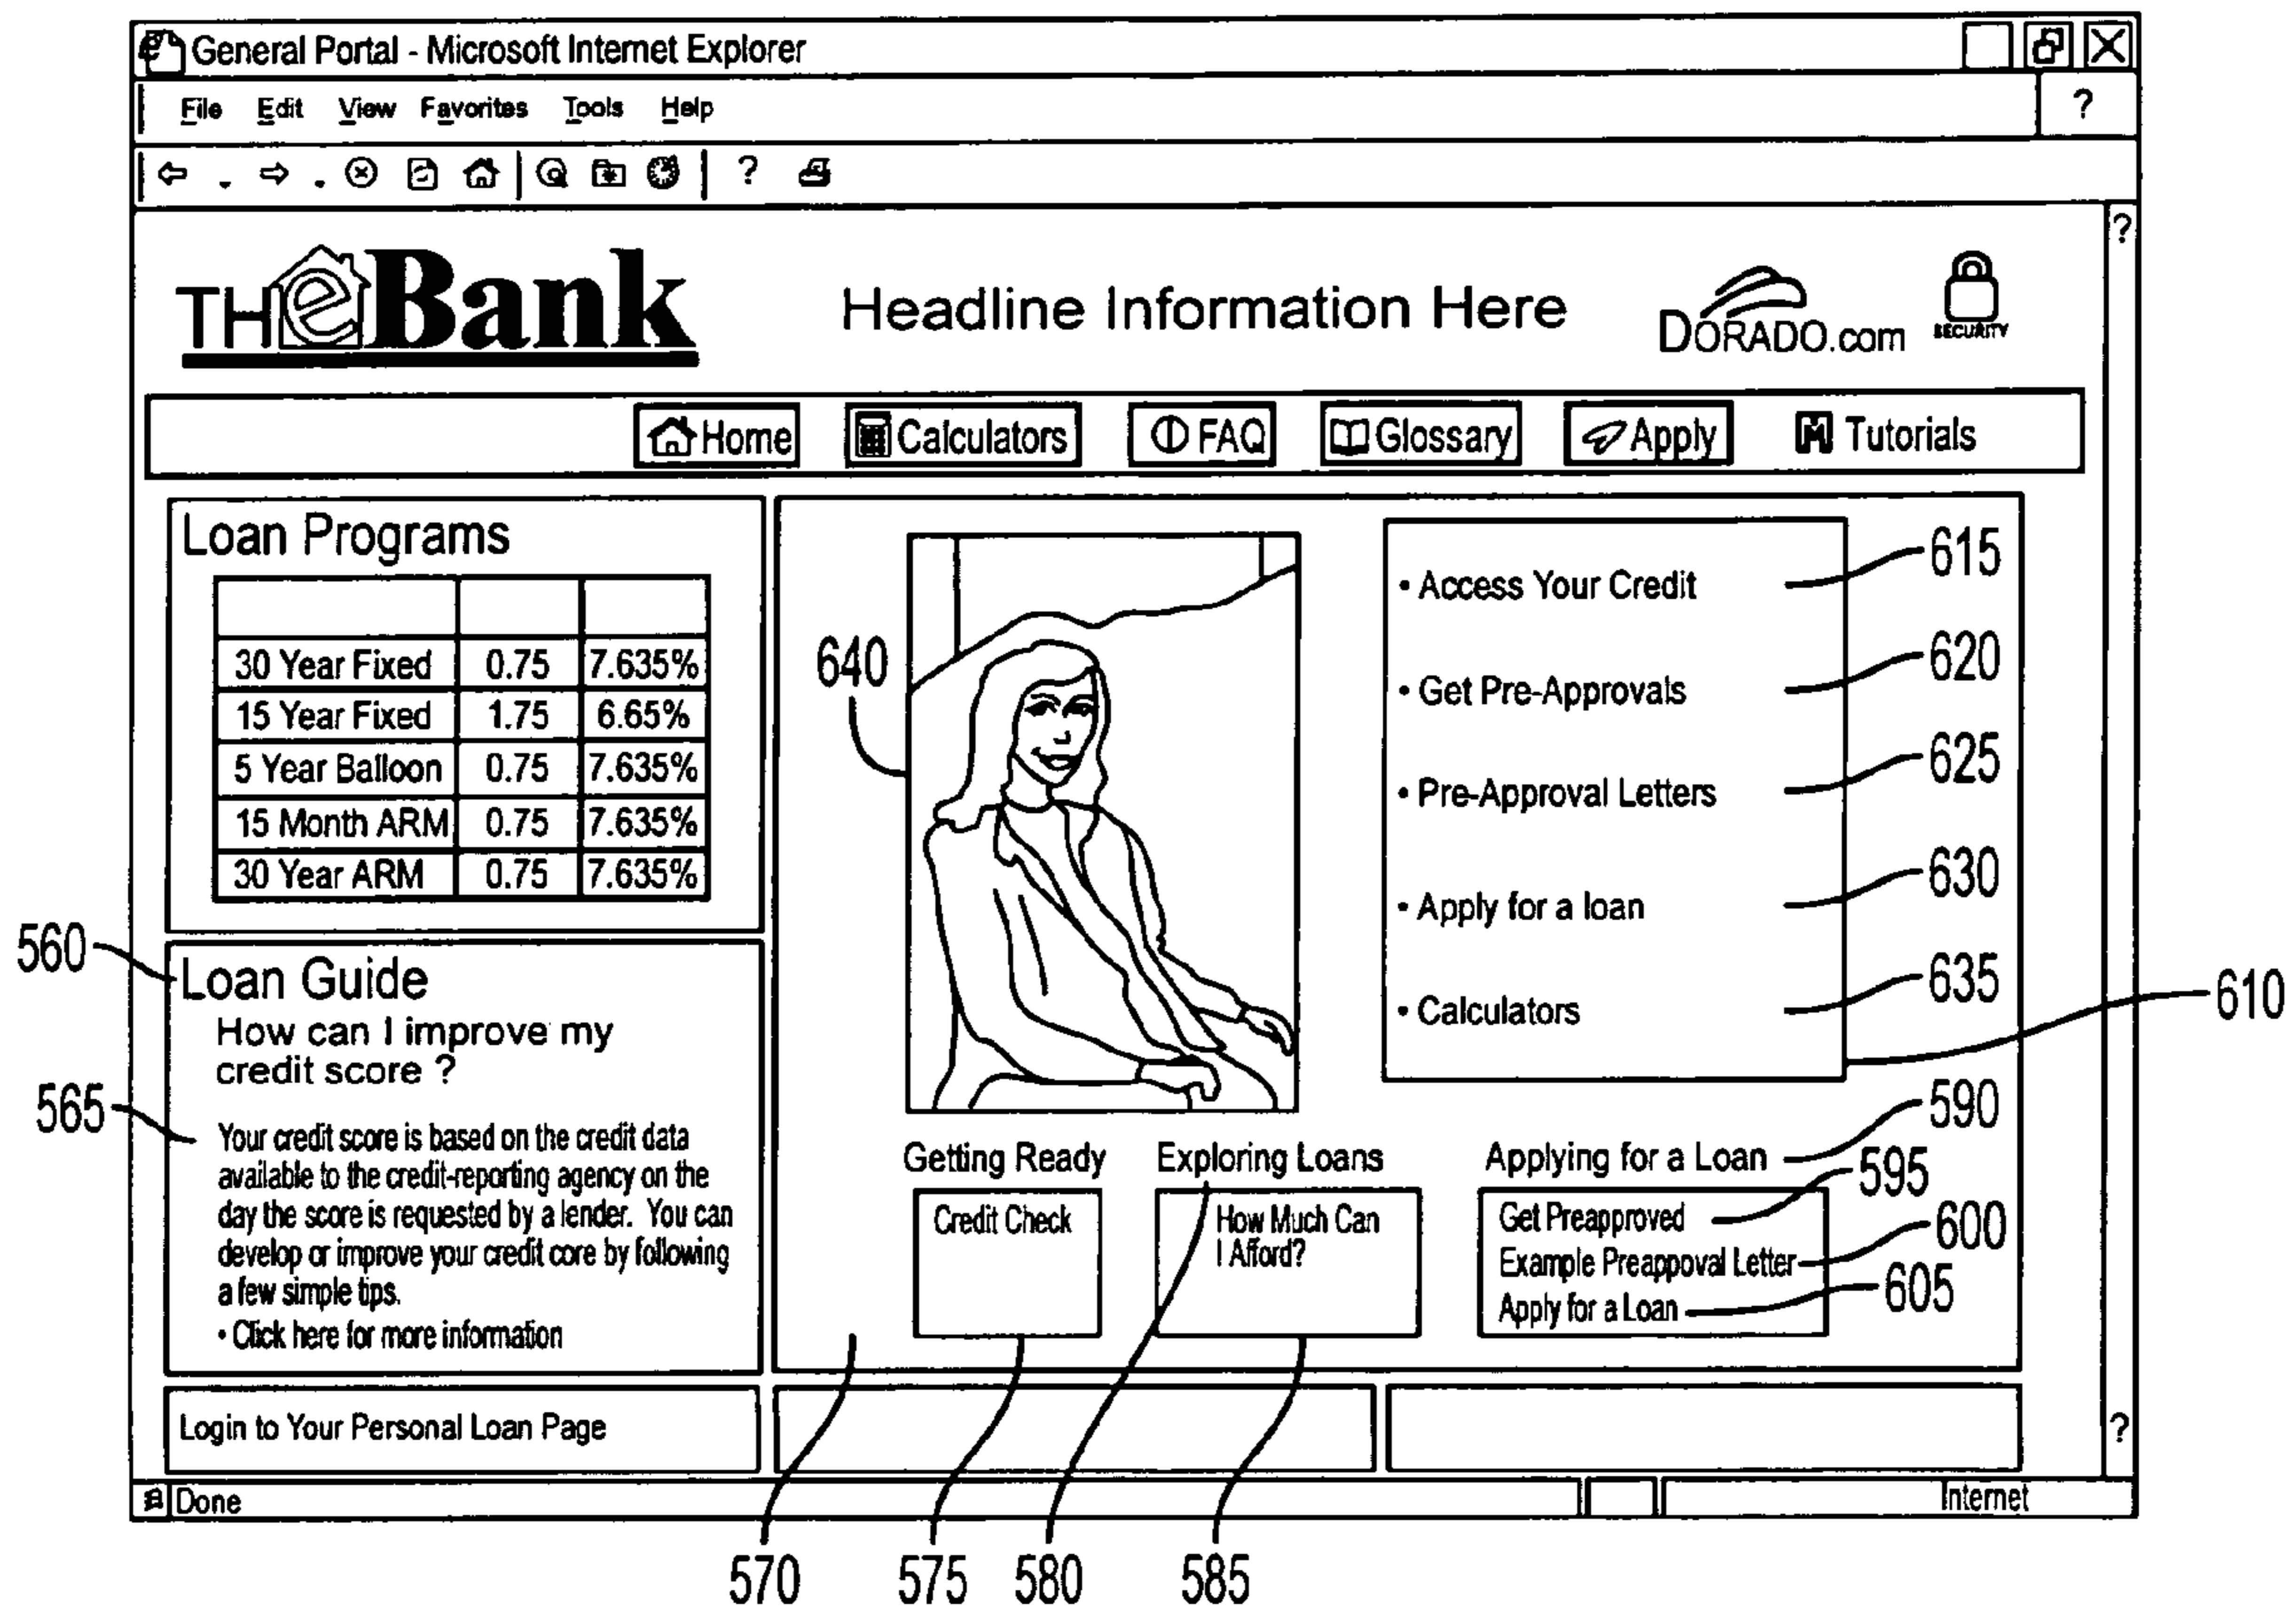 General Portal - Microsoft Internet Explorer
File Edit View Favorites Tools Help
?
?
THeBank
Headline Information Here
DORADO.com
SECURITY
?
Home Calculators FAQ Glossary Apply Tutorials
Loan Programs
30 Year Fixed 0.75 7.635%
15 Year Fixed 1.75 6.65%
5 Year Balloon 0.75 7.635%
15 Month ARM 0.75 7.635%
30 Year ARM 0.75 7.635%
560
Loan Guide
How can I improve my
credit score ?
565
Your credit score is based on the credit data
available to the credit-reporting agency on the
day the score is requested by a lender. You can
develop or improve your credit core by following
a few simple tips.
• Click here for more information
640
• Access Your Credit 615
• Get Pre-Approvals 620
• Pre-Approval Letters 625
• Apply for a loan 630
• Calculators 635
610
Getting Ready
Credit Check
Exploring Loans
How Much Can
I Afford?
Applying for a Loan 590
Get Preapproved 595
Example Preappoval Letter 600
Apply for a Loan 605
Login to Your Personal Loan Page
?
Done
Internet
570 575 580 585